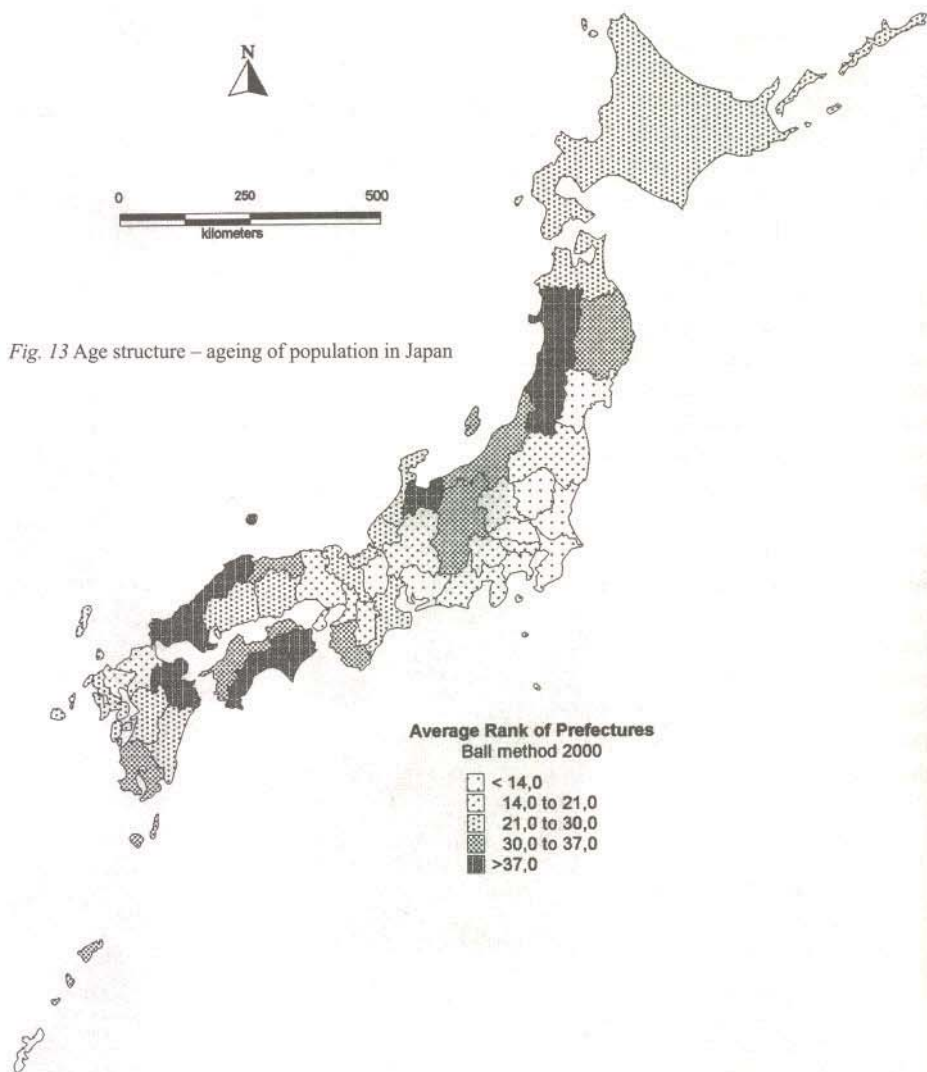 N
0 250 500
kilometers
Fig. 13 Age structure – ageing of population in Japan
Average Rank of Prefectures
Ball method 2000
< 14,0
14,0 to 21,0
21,0 to 30,0
30,0 to 37,0
>37,0